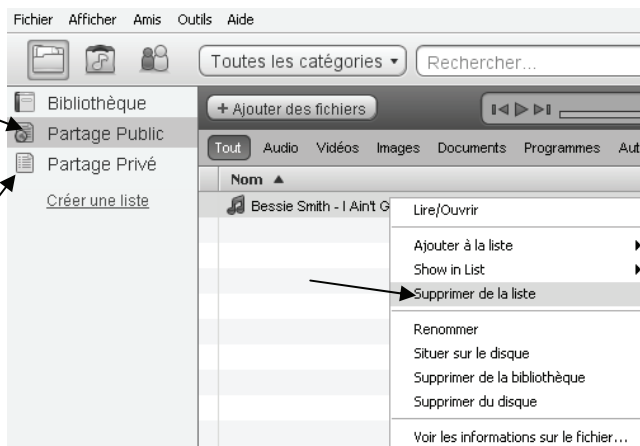 Fichier Afficher Amis Outils Aide
Toutes les catégories Rechercher...
Bibliothèque
Partage Public
Partage Privé
Créer une liste
+ Ajouter des fichiers
Tout Audio Vidéos Images Documents Programmes Aut
Nom
Bessie Smith - I Ain't G
Lire/Ouvrir
Ajouter à la liste
Show in List
Supprimer de la liste
Renommer
Situer sur le disque
Supprimer de la bibliothèque
Supprimer du disque
Voir les informations sur le fichier...